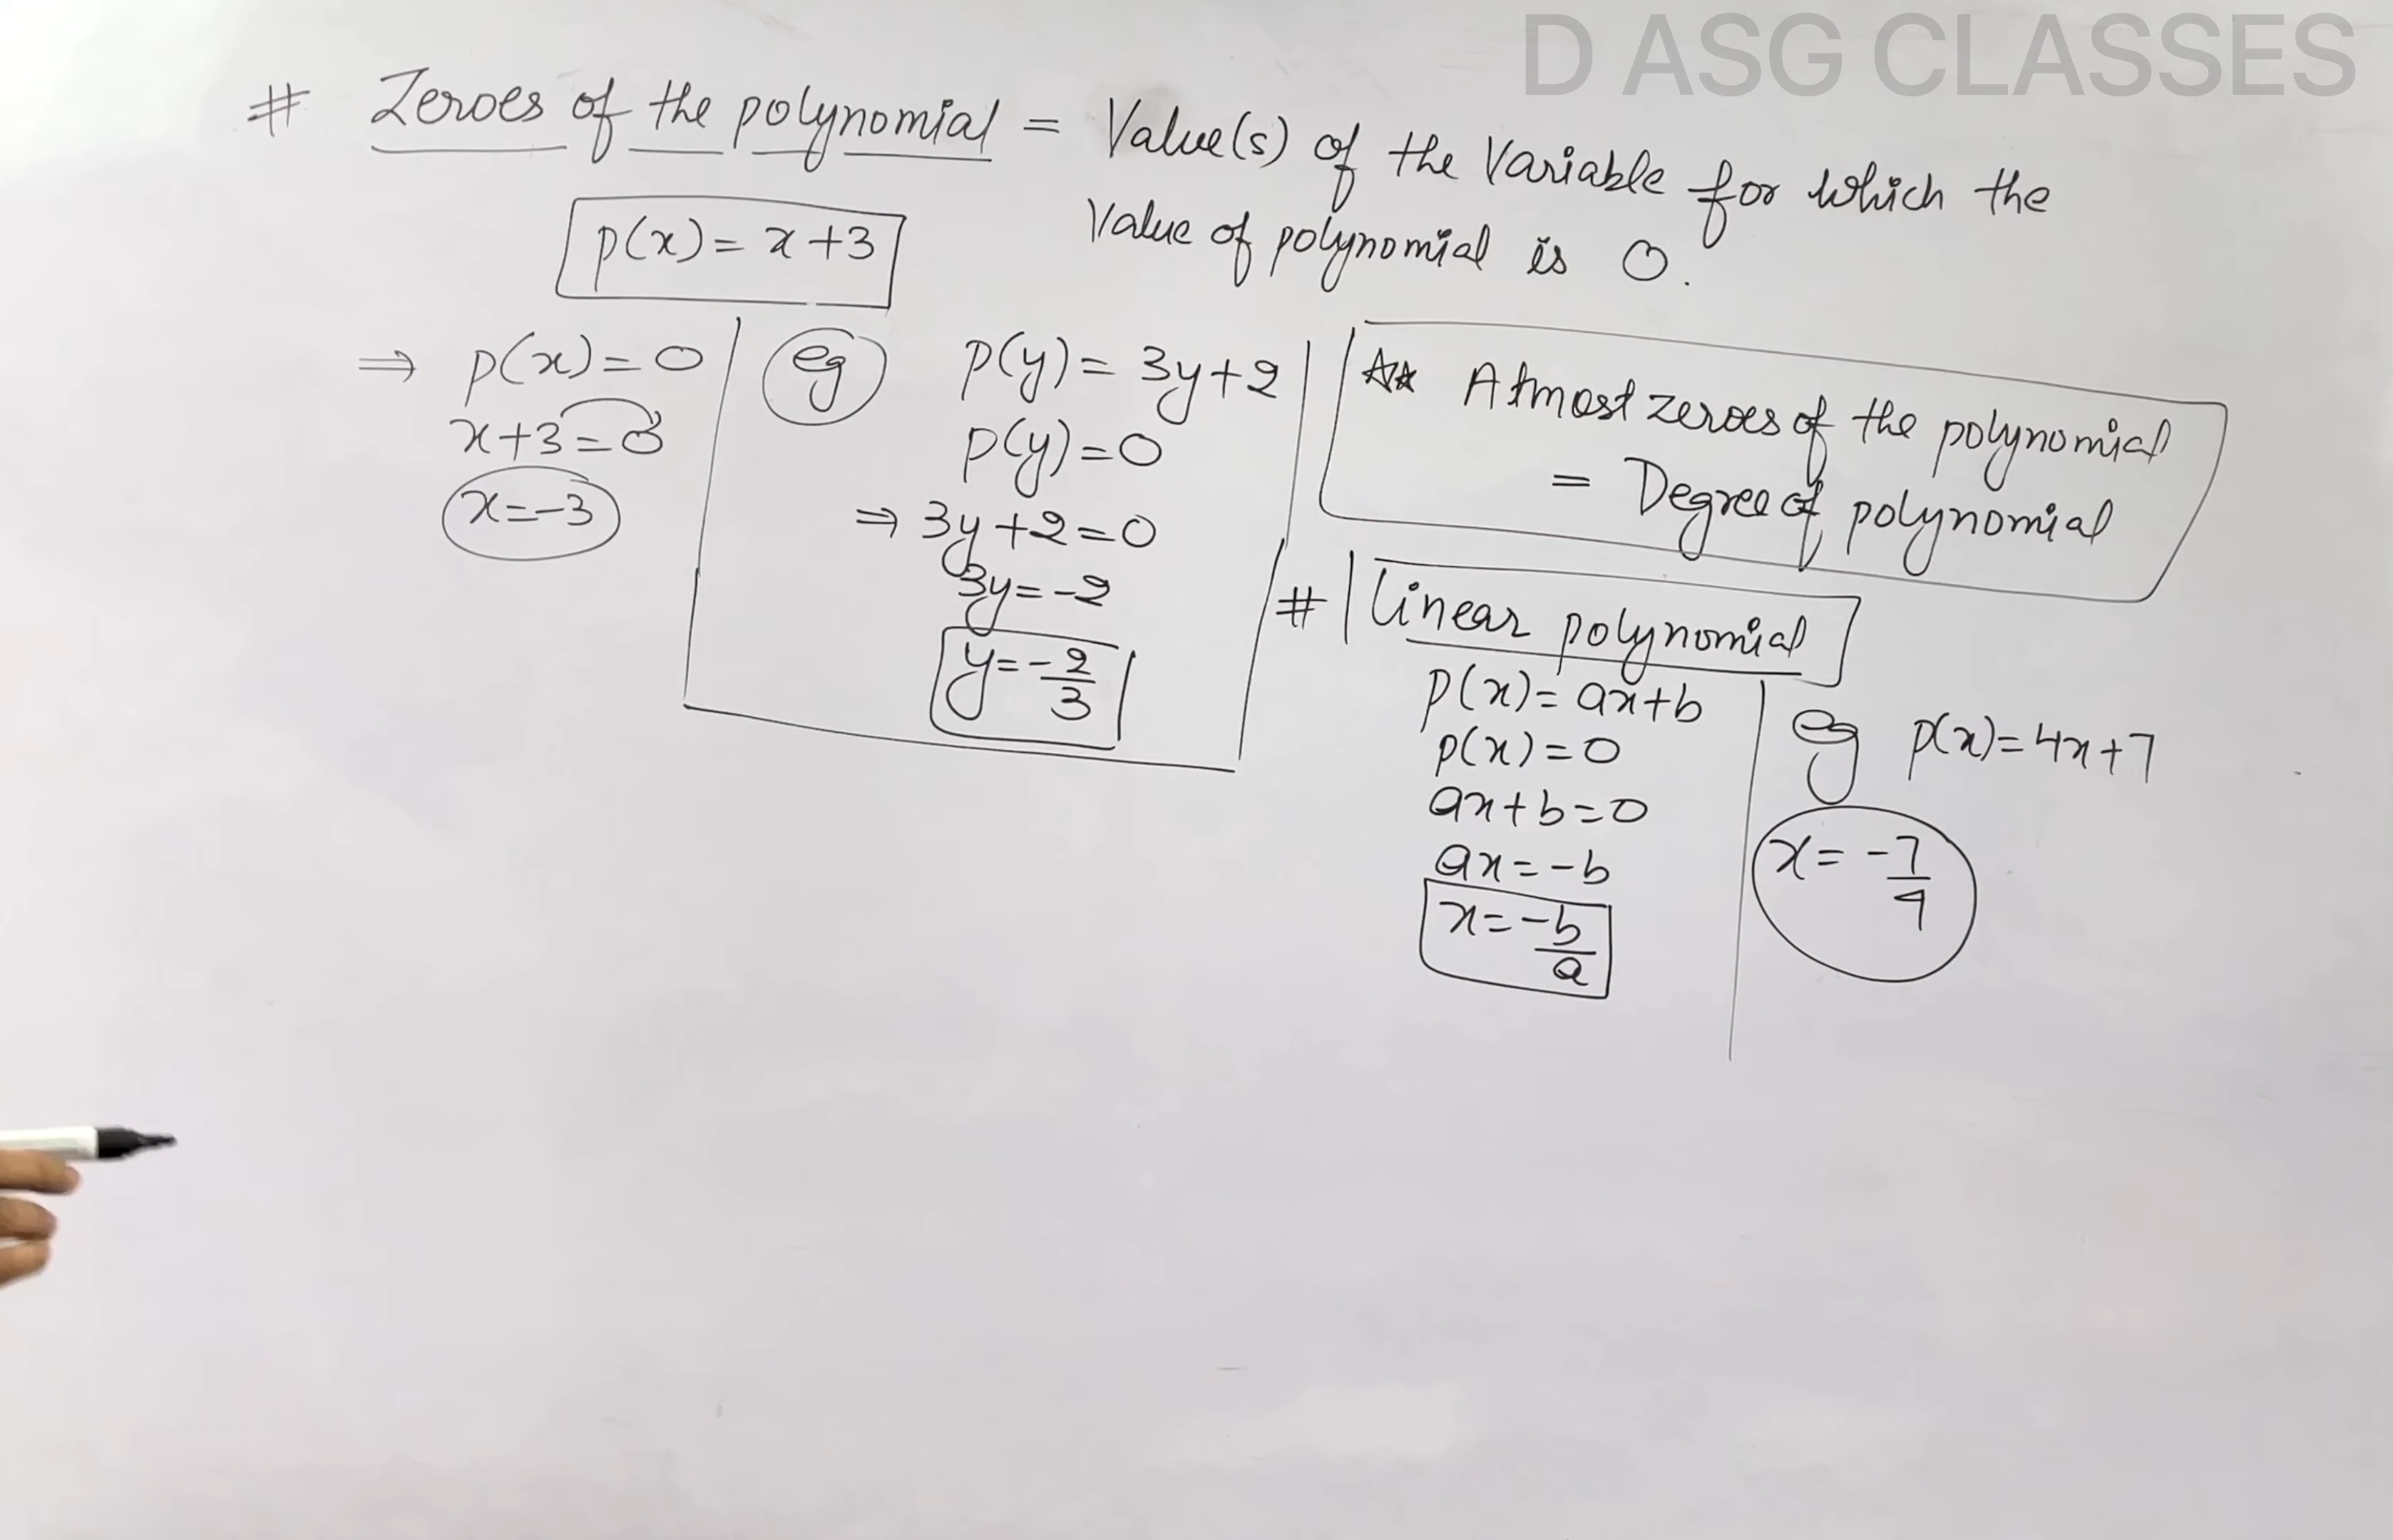 D ASG CLASSES
# Zeroes of the polynomial = Value(s) of the Variable for which the
Value of polynomial is 0.
p(x) = x+3
⇒ p(x)=0
x+3=0
x=-3
eg p(y)= 3y+2
p(y)=0
⇒ 3y+2=0
3y=-2
y=-2/3
** Atmost zeroes of the polynomial
= Degree of polynomial
# Linear polynomial
p(x)= ax+b
p(x)=0
ax+b=0
ax=-b
x=-b/a
eg p(x)=4x+7
x= -7/4